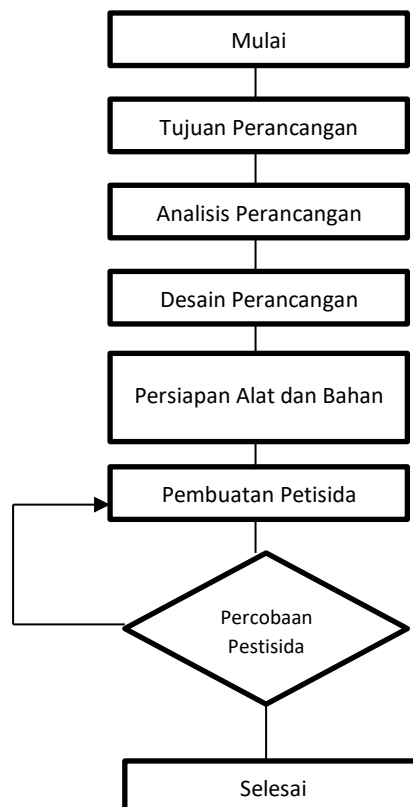 Mulai
Tujuan Perancangan
Analisis Perancangan
Desain Perancangan
Persiapan Alat dan Bahan
Pembuatan Petisida
Percobaan
Pestisida
Selesai